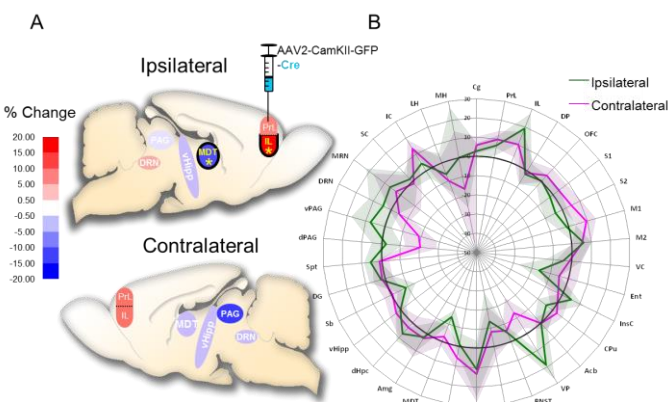 A
B
AAV2-CamKII-GFP
-Cre
Ipsilateral
% Change
20.00
15.00
10.00
5.00
0.50
-0.50
-5.00
-10.00
-15.00
-20.00
PAG
DRN
vHipp
MDT
*
PrL
IL
*
Contralateral
PrL
IL
MDT
vHipp
PAG
DRN
Ipsilateral
Contralateral
Cg
PrL
IL
DP
OFC
S1
S2
M1
M2
VC
Ent
InsC
CPu
Acb
VP
BNST
MDT
Amg
dHpc
vHipp
Sb
DG
Spt
dPAG
vPAG
DRN
MRN
SC
IC
LH
MH
30
20
10